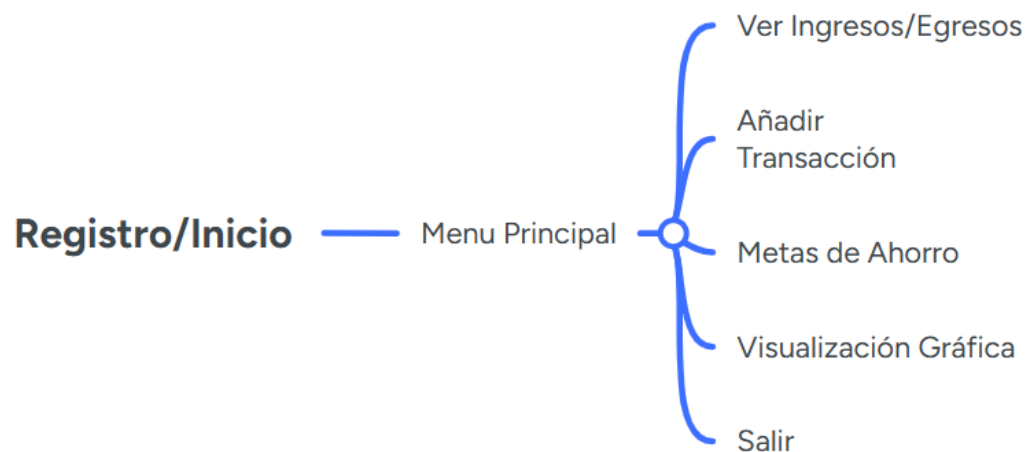 Registro/Inicio
Menu Principal
Ver Ingresos/Egresos
Añadir
Transacción
Metas de Ahorro
Visualización Gráfica
Salir